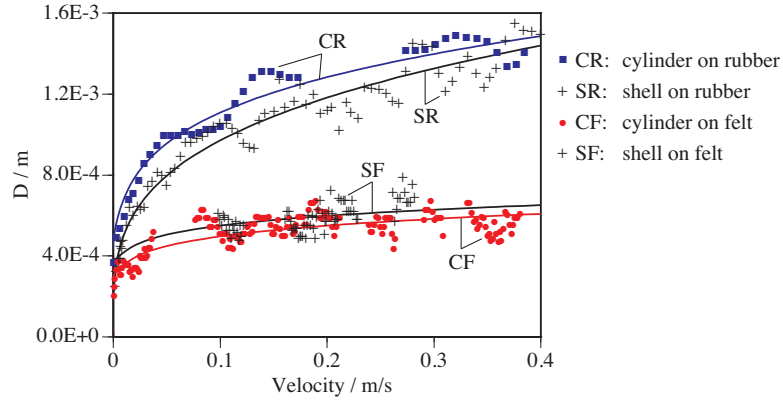 1.6E-3
1.2E-3
8.0E-4
4.0E-4
0.0E+0
D / m
0
0.1
0.2
0.3
0.4
Velocity / m/s
CR
SR
SF
CF
CR: cylinder on rubber
SR: shell on rubber
CF: cylinder on felt
SF: shell on felt